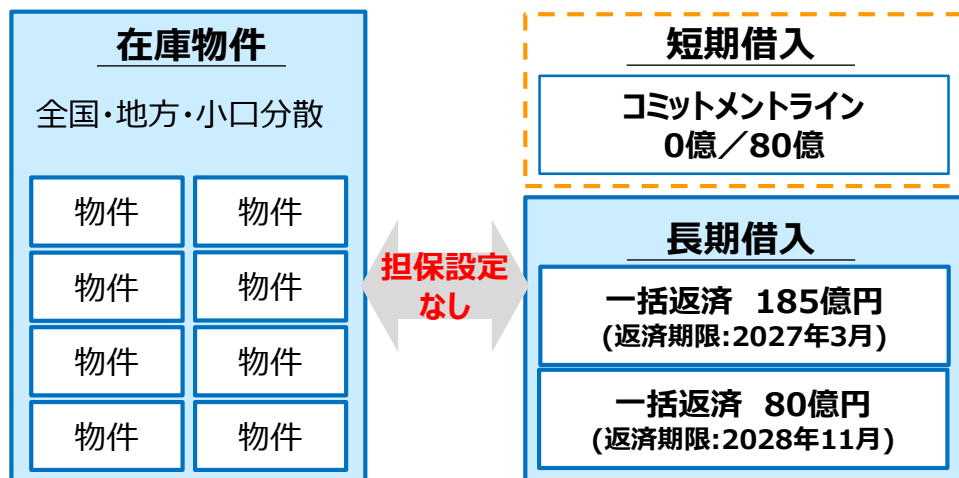 在庫物件
全国・地方・小口分散
物件
物件
物件
物件
物件
物件
物件
物件
担保設定
なし
短期借入
コミットメントライン
0億／80億
長期借入
一括返済 185億円
(返済期限:2027年3月)
一括返済 80億円
(返済期限:2028年11月)